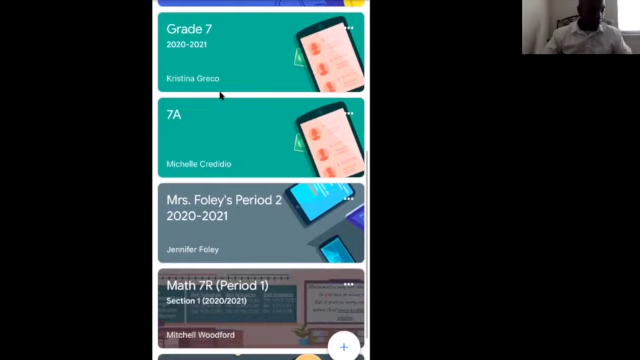 Grade 7
2020-2021
Kristina Greco
7A
Michelle Credidio
Mrs. Foley's Period 2
2020-2021
Jennifer Foley
Math 7R (Period 1)
Section 1 (2020/2021)
Mitchell Woodford